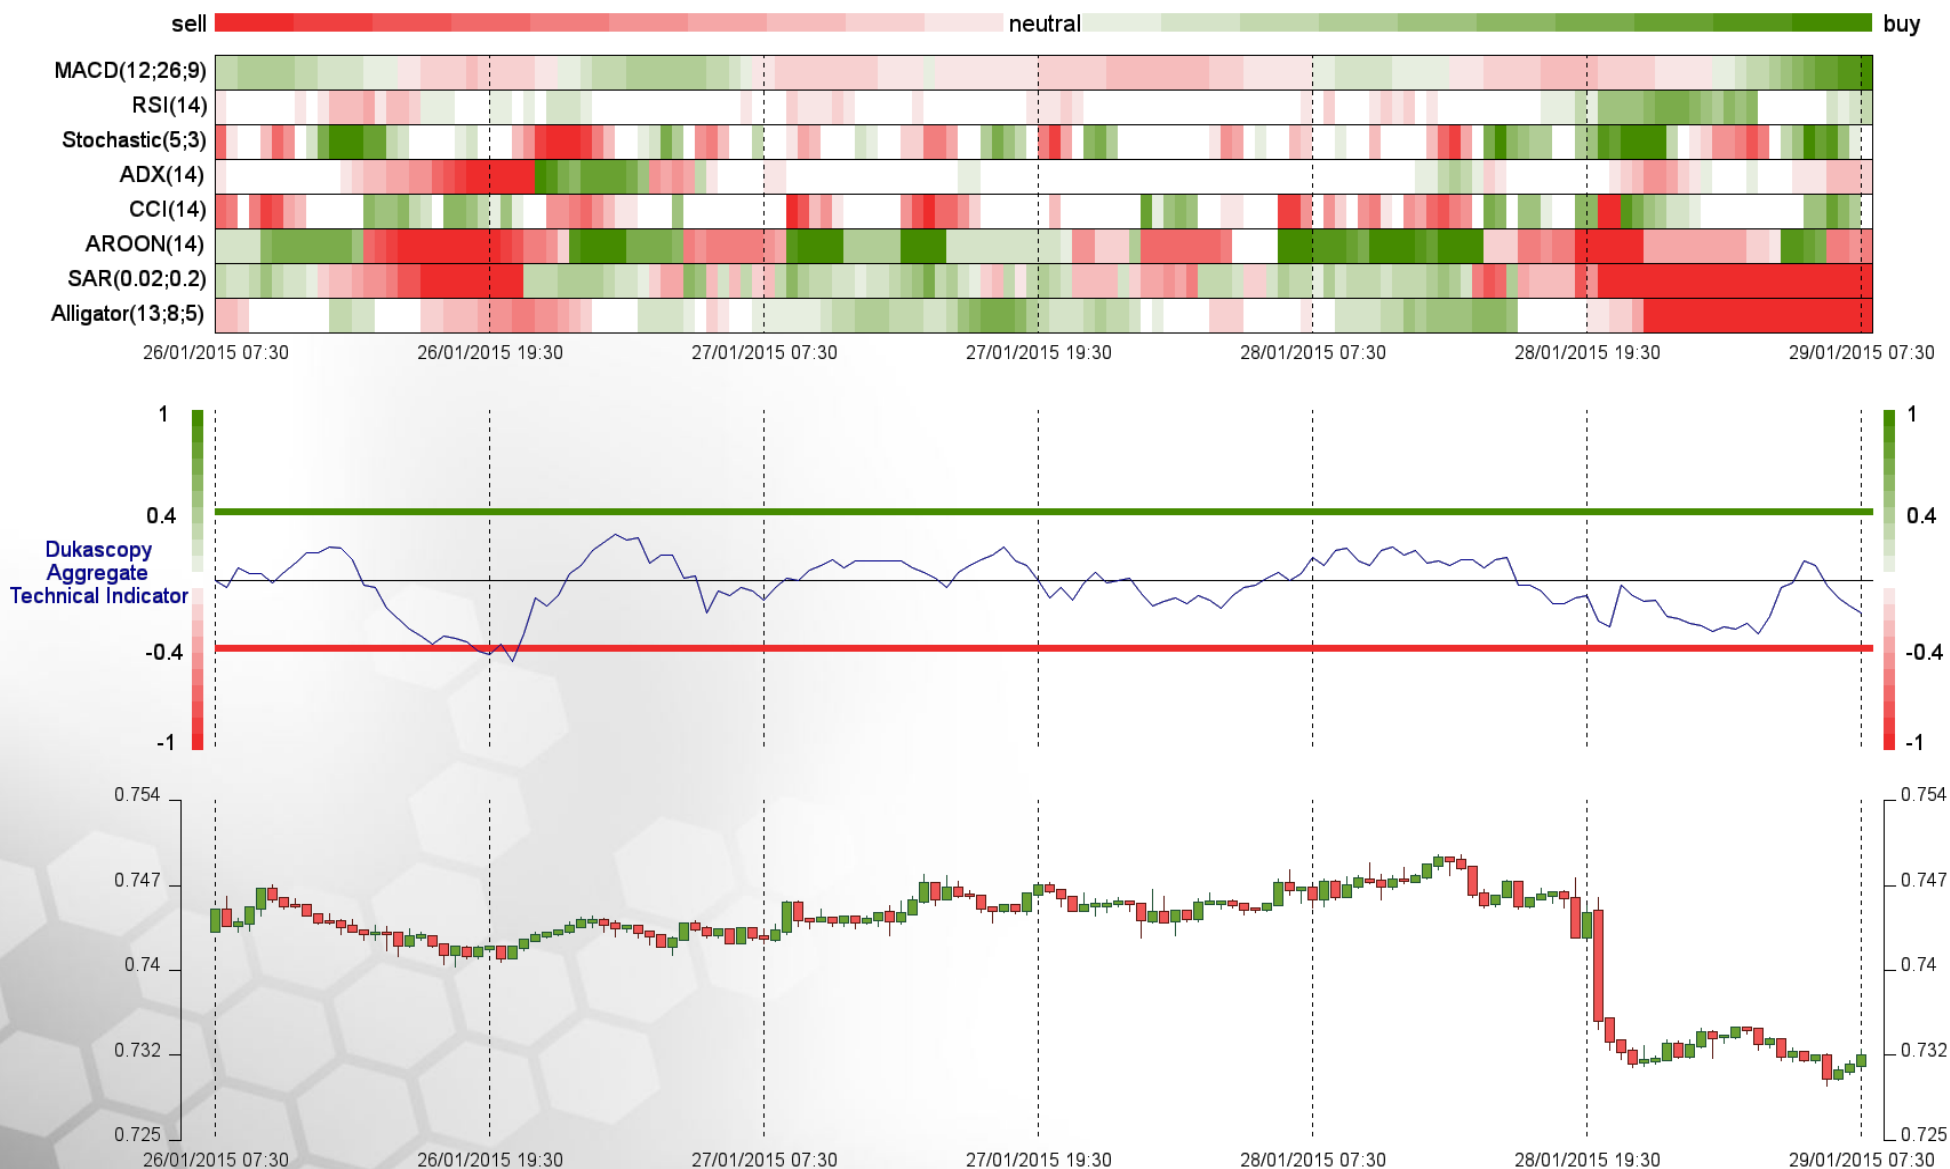 sell neutral buy
MACD(12;26;9)
RSI(14)
Stochastic(5;3)
ADX(14)
CCI(14)
AROON(14)
SAR(0.02;0.2)
Alligator(13;8;5)
26/01/2015 07:30 26/01/2015 19:30 27/01/2015 07:30 27/01/2015 19:30 28/01/2015 07:30 28/01/2015 19:30 29/01/2015 07:30
1 1
0.4 0.4
Dukascopy
Aggregate
Technical Indicator
-0.4 -0.4
-1 -1
0.754 0.754
0.747 0.747
0.74 0.74
0.732 0.732
0.725 0.725
26/01/2015 07:30 26/01/2015 19:30 27/01/2015 07:30 27/01/2015 19:30 28/01/2015 07:30 28/01/2015 19:30 29/01/2015 07:30